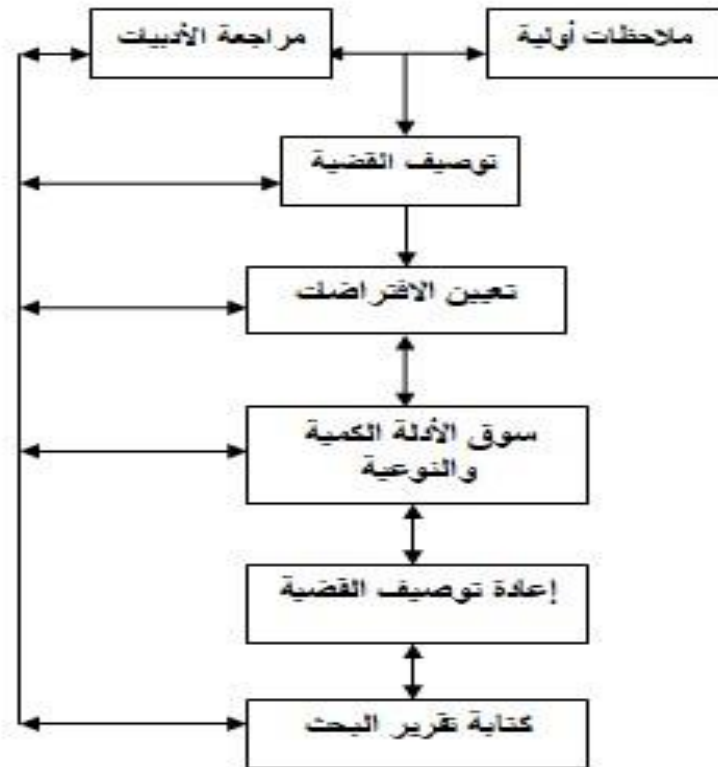 ملاحظات أولية
مراجعة الأدبيات
توصيف القضية
تعيين الافتراضات
سوق الأدلة الكمية
والنوعية
إعادة توصيف القضية
كتابة تقرير البحث